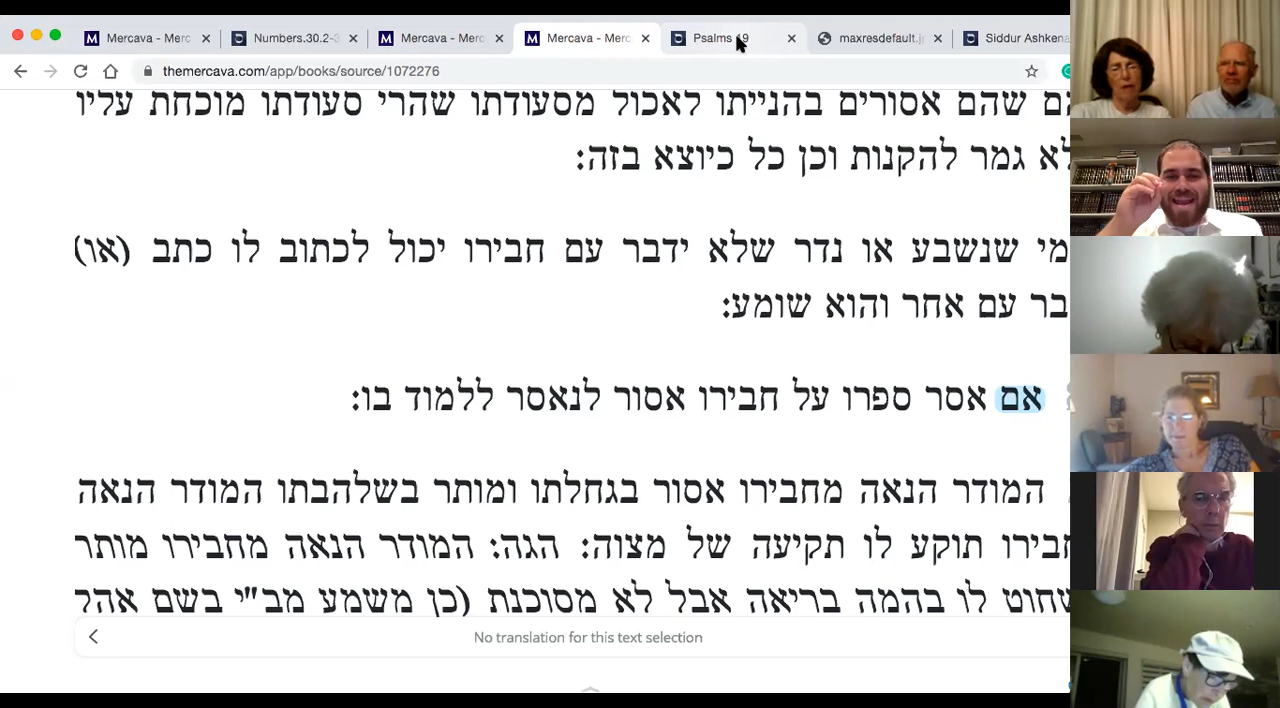 Mercava - Merc
Numbers.30.2-3
Mercava - Merc
Mercava - Merc
Psalms 19
maxresdefault.j
Siddur Ashkena
themercava.com/app/books/source/1072276
שהם אסורים בהנייתו לאכול מסעודתו שהרי סעודתו מוכחת עליו
גמר להקנות וכן כל כיוצא בזה:
מי שנשבע או נדר שלא ידבר עם חבירו יכול לכתוב לו כתב (או)
עם אחר והוא שומע:
אם אסר ספרו על חבירו אסור לנאסר ללמוד בו:
המודר הנאה מחבירו אסור בגחלתו ומותר בשלהבתו המודר הנאה
תוקע לו תקיעה של מצוה: הגה: המודר הנאה מחבירו מותר
לו בהמה בריאה אבל לא מסוכנת (כן משמע מב"י בשם אהל
No translation for this text selection